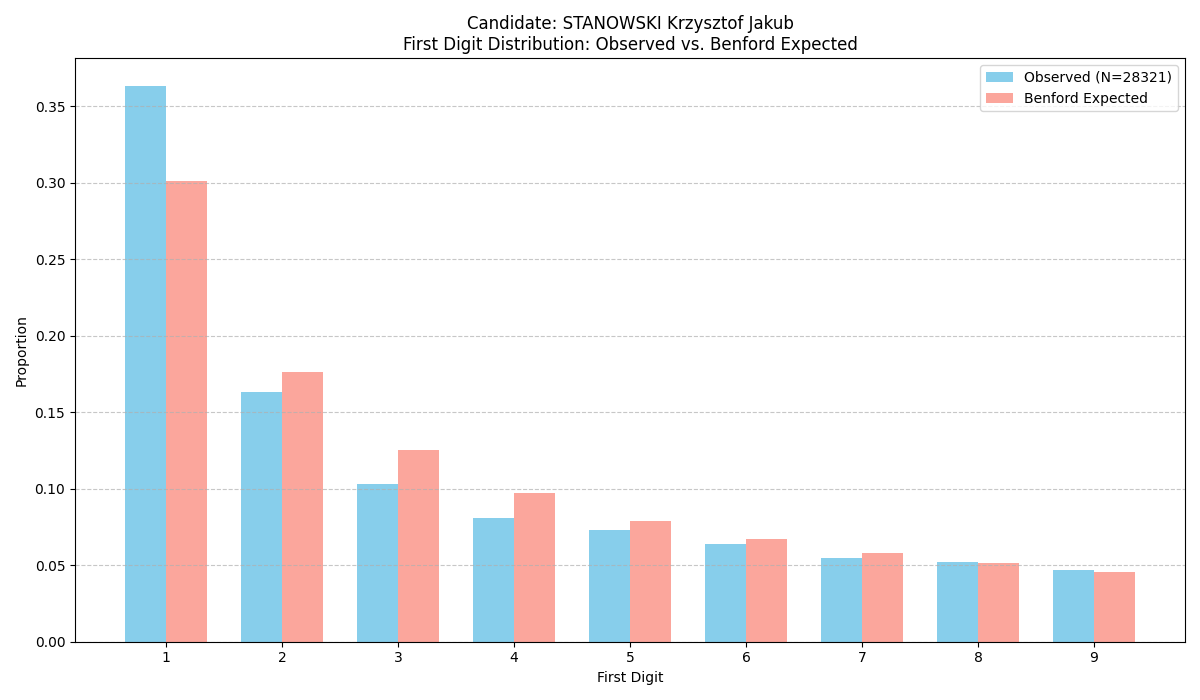 Candidate: STANOWSKI Krzysztof Jakub
First Digit Distribution: Observed vs. Benford Expected
Observed (N=28321)
Benford Expected
Proportion
0.35
0.30
0.25
0.20
0.15
0.10
0.05
0.00
1 2 3 4 5 6 7 8 9
First Digit